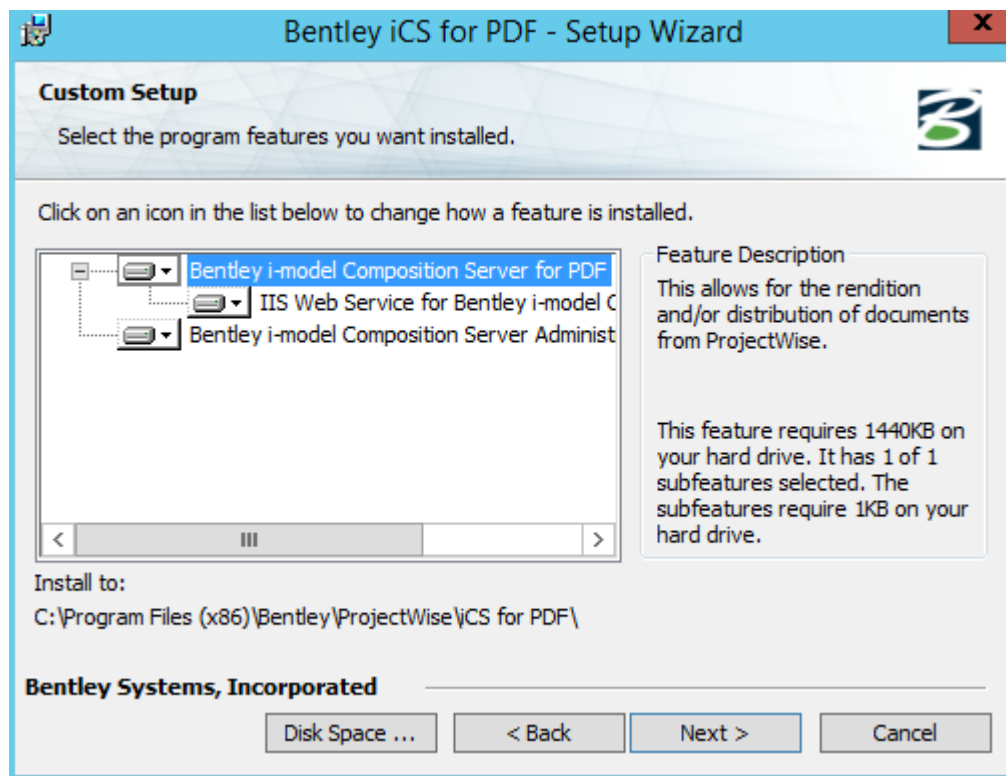 Bentley iCS for PDF - Setup Wizard
X
Custom Setup
Select the program features you want installed.
Click on an icon in the list below to change how a feature is installed.
Bentley i-model Composition Server for PDF
IIS Web Service for Bentley i-model C
Bentley i-model Composition Server Administ
Feature Description
This allows for the rendition
and/or distribution of documents
from ProjectWise.
This feature requires 1440KB on
your hard drive. It has 1 of 1
subfeatures selected. The
subfeatures require 1KB on your
hard drive.
Install to:
C:\Program Files (x86)\Bentley\ProjectWise\iCS for PDF\
Bentley Systems, Incorporated
Disk Space ...
< Back
Next >
Cancel